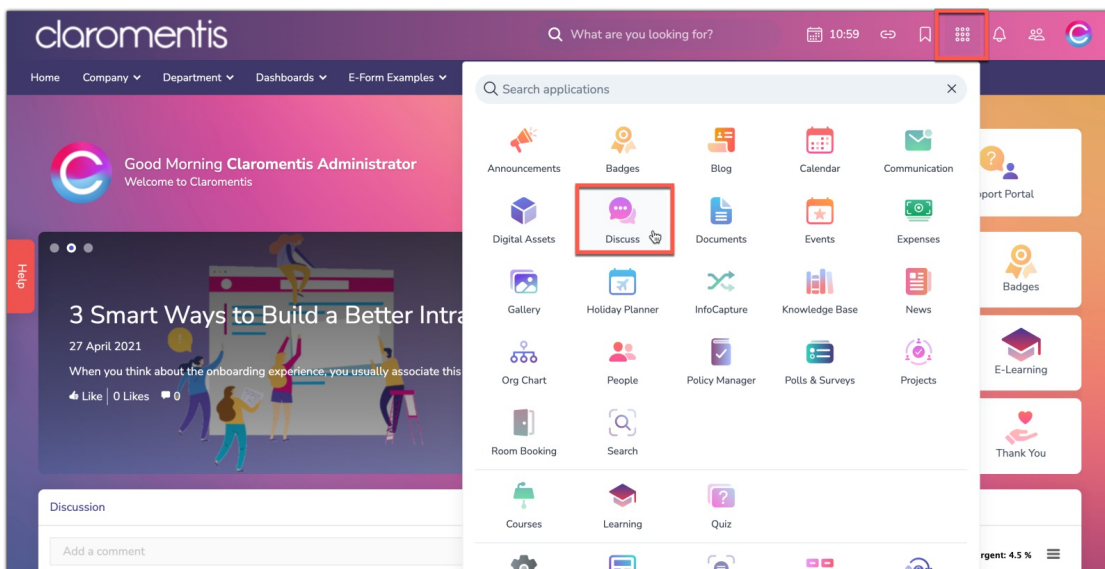 claromentis
What are you looking for?
10:59
Home Company Department Dashboards E-Form Examples
Search applications
Good Morning Claromentis Administrator
Welcome to Claromentis
Announcements Badges Blog Calendar Communication
port Portal
Digital Assets Discuss Documents Events Expenses
Help
Badges
Gallery Holiday Planner InfoCapture Knowledge Base News
3 Smart Ways to Build a Better Intra
27 April 2021
When you think about the onboarding experience, you usually associate this
Like 0 Likes 0
Org Chart People Policy Manager Polls & Surveys Projects
E-Learning
Room Booking Search
Thank You
Discussion
Courses Learning Quiz
Add a comment
rgent: 4.5 %